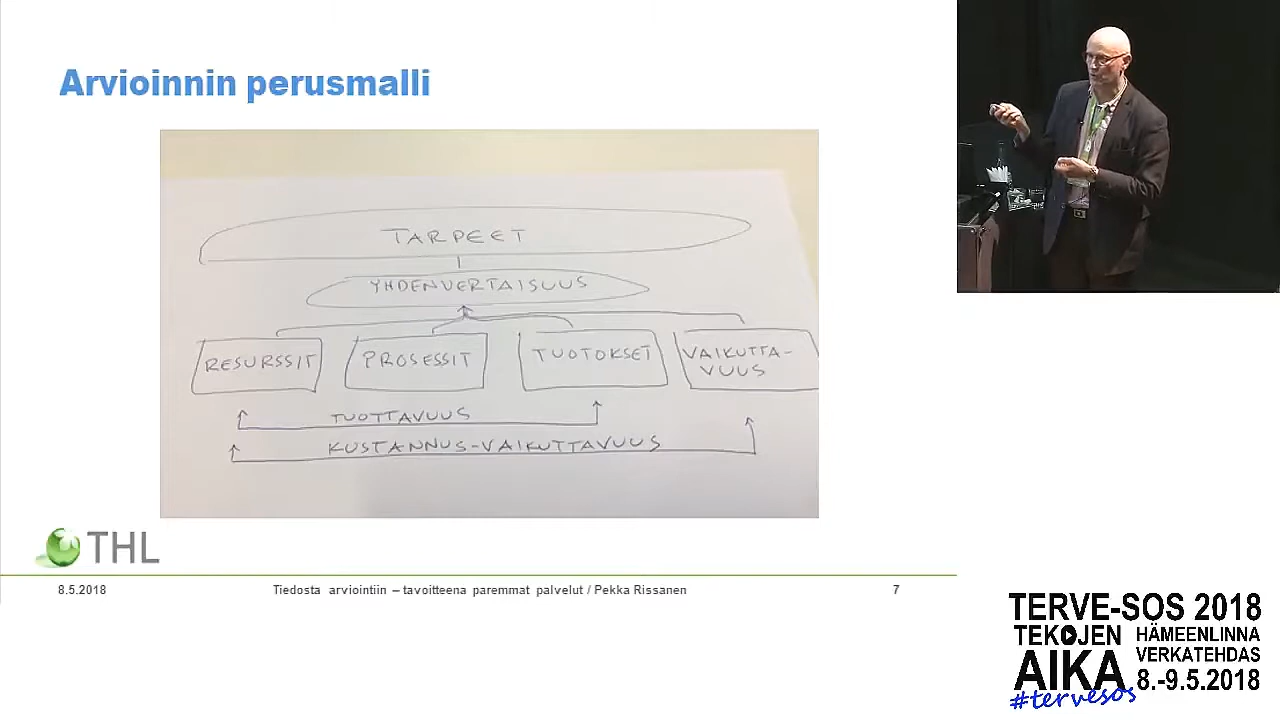 Arvioinnin perusmalli
TARPEET
YHDENVERTAISUUS
RESURSSIT
PROSESSIT
TUOTOKSET
VAIKUTTA-
VUUS
TUOTTAVUUS
KUSTANNUS-VAIKUTTAVUUS
THL
8.5.2018
Tiedosta arviointiin – tavoitteena paremmat palvelut / Pekka Rissanen
7
TERVE-SOS 2018
TEKOJEN
AIKA
HÄMEENLINNA
VERKATEHDAS
8.-9.5.2018
#tervesos